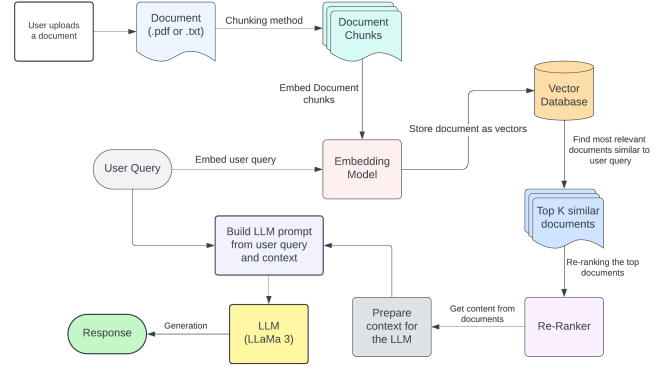 User uploads
a document
Document
(.pdf or .txt)
Chunking method
Document
Chunks
Embed Document
chunks
Vector
Database
Store document as vectors
Find most relevant
documents similar to
user query
User Query
Embed user query
Embedding
Model
Top K similar
documents
Build LLM prompt
from user query
and context
Re-ranking the top
documents
Response
Generation
LLM
(LLaMa 3)
Prepare
context for
the LLM
Get content from
documents
Re-Ranker